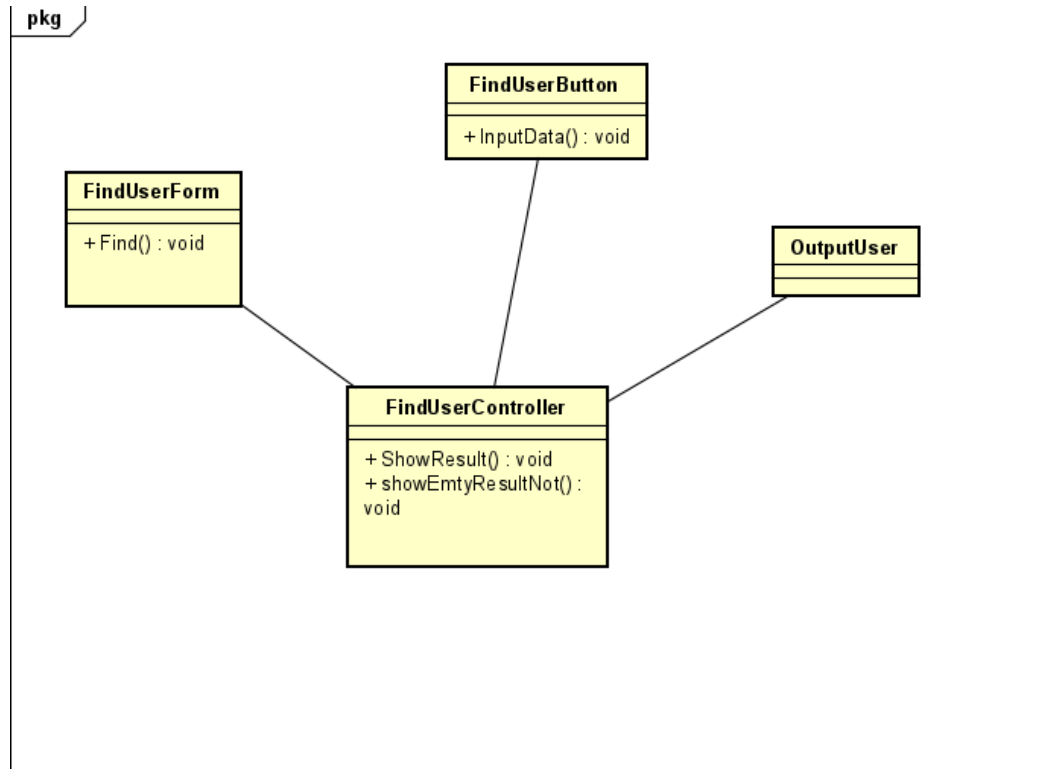 pkg
FindUserButton
+ InputData() : void
FindUserForm
+ Find() : void
OutputUser
FindUserController
+ ShowResult() : void
+ showEmtyResultNot() :
void